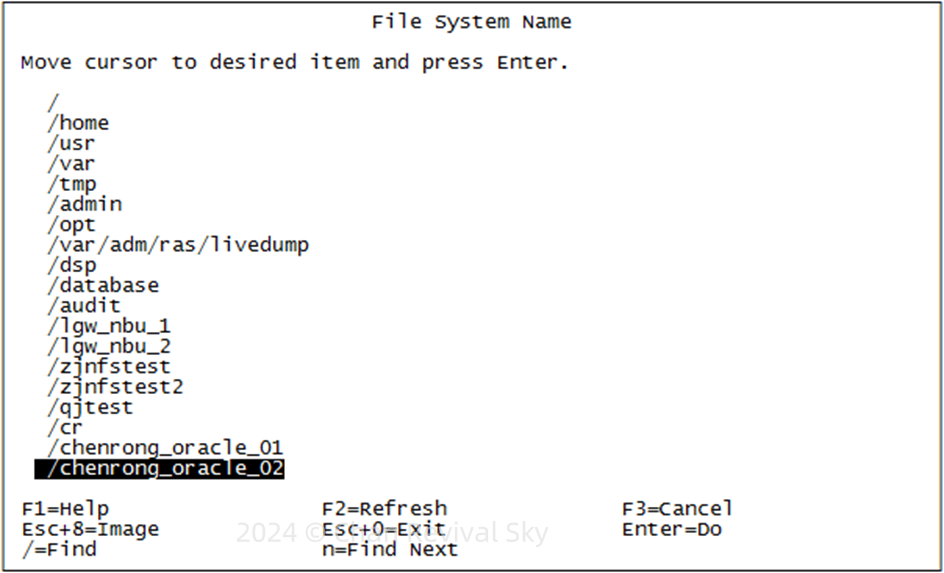 File System Name
Move cursor to desired item and press Enter.
/
/home
/usr
/var
/tmp
/admin
/opt
/var/adm/ras/livedump
/dsp
/database
/audit
/lgw_nbu_1
/lgw_nbu_2
/zjnfstest
/zjnfstest2
/qjtest
/cr
/chenrong_oracle_01
/chenrong_oracle_02
F1=Help F2=Refresh F3=Cancel
Esc+8=Image Esc+0=Exit Enter=Do
/=Find n=Find Next
2024 © Chan Revival Sky